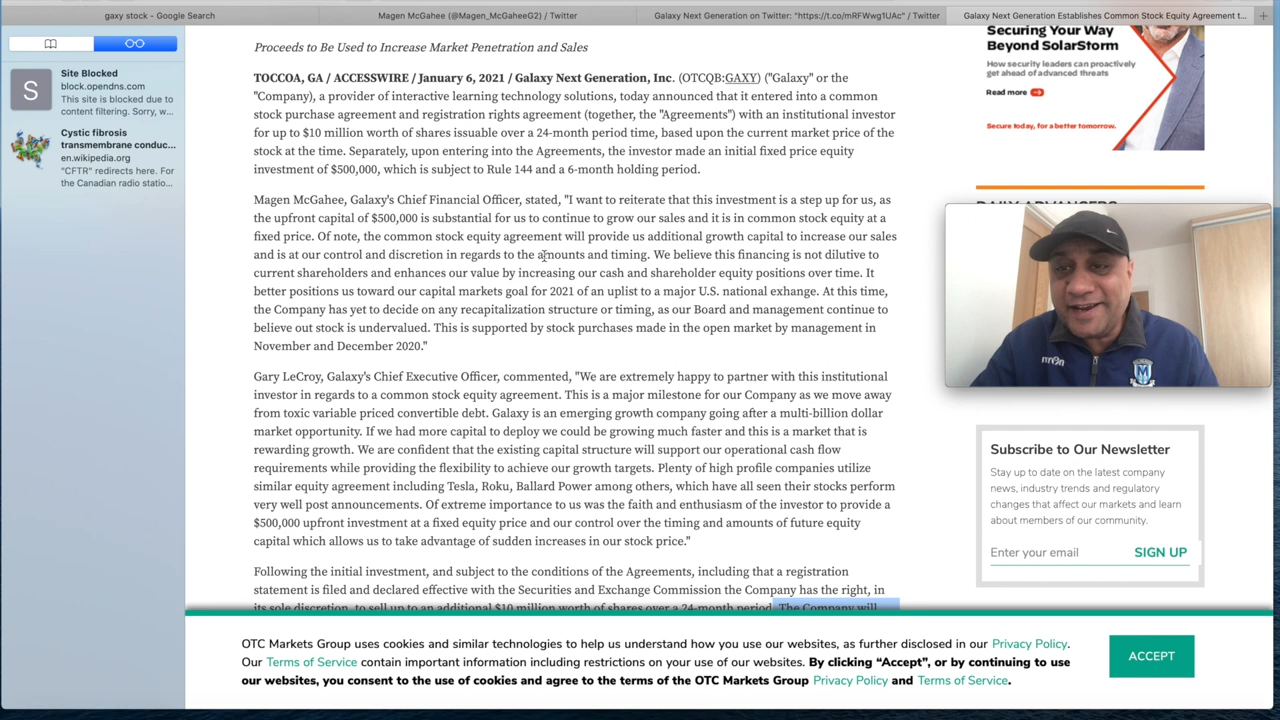 gaxy stock - Google Search
Magen McGahee (@Magen_McGaheeG2) / Twitter
Galaxy Next Generation on Twitter: "https://t.co/mRFWwg1UAc" / Twitter
Galaxy Next Generation Establishes Common Stock Equity Agreement t...
S
Site Blocked
block.opendns.com
This site is blocked due to
content filtering. Sorry, w...
Cystic fibrosis
transmembrane conduc...
en.wikipedia.org
"CFTR" redirects here. For
the Canadian radio statio...
Proceeds to Be Used to Increase Market Penetration and Sales
TOCCOA, GA / ACCESSWIRE / January 6, 2021 / Galaxy Next Generation, Inc. (OTCQB:GAXY) ("Galaxy" or the
"Company), a provider of interactive learning technology solutions, today announced that it entered into a common
stock purchase agreement and registration rights agreement (together, the "Agreements") with an institutional investor
for up to $10 million worth of shares issuable over a 24-month period time, based upon the current market price of the
stock at the time. Separately, upon entering into the Agreements, the investor made an initial fixed price equity
investment of $500,000, which is subject to Rule 144 and a 6-month holding period.
Magen McGahee, Galaxy's Chief Financial Officer, stated, "I want to reiterate that this investment is a step up for us, as
the upfront capital of $500,000 is substantial for us to continue to grow our sales and it is in common stock equity at a
fixed price. Of note, the common stock equity agreement will provide us additional growth capital to increase our sales
and is at our control and discretion in regards to the amounts and timing. We believe this financing is not dilutive to
current shareholders and enhances our value by increasing our cash and shareholder equity positions over time. It
better positions us toward our capital markets goal for 2021 of an uplist to a major U.S. national exhange. At this time,
the Company has yet to decide on any recapitalization structure or timing, as our Board and management continue to
believe out stock is undervalued. This is supported by stock purchases made in the open market by management in
November and December 2020."
Gary LeCroy, Galaxy's Chief Executive Officer, commented, "We are extremely happy to partner with this institutional
investor in regards to a common stock equity agreement. This is a major milestone for our Company as we move away
from toxic variable priced convertible debt. Galaxy is an emerging growth company going after a multi-billion dollar
market opportunity. If we had more capital to deploy we could be growing much faster and this is a market that is
rewarding growth. We are confident that the existing capital structure will support our operational cash flow
requirements while providing the flexibility to achieve our growth targets. Plenty of high profile companies utilize
similar equity agreement including Tesla, Roku, Ballard Power among others, which have all seen their stocks perform
very well post announcements. Of extreme importance to us was the faith and enthusiasm of the investor to provide a
$500,000 upfront investment at a fixed equity price and our control over the timing and amounts of future equity
capital which allows us to take advantage of sudden increases in our stock price."
Following the initial investment, and subject to the conditions of the Agreements, including that a registration
statement is filed and declared effective with the Securities and Exchange Commission the Company has the right, in
its sole discretion, to sell up to an additional $10 million worth of shares over a 24-month period. The Company will
Securing Your Way
Beyond SolarStorm
How security leaders can proactively
get ahead of advanced threats
Read more
Secure today, for a better tomorrow.
DAILY ADVANCERS
M
Subscribe to Our Newsletter
Stay up to date on the latest company
news, industry trends and regulatory
changes that affect our markets and learn
about members of our community.
Enter your email
SIGN UP
OTC Markets Group uses cookies and similar technologies to help us understand how you use our websites, as further disclosed in our Privacy Policy.
Our Terms of Service contain important information including restrictions on your use of our websites. By clicking “Accept”, or by continuing to use
our websites, you consent to the use of cookies and agree to the terms of the OTC Markets Group Privacy Policy and Terms of Service.
ACCEPT